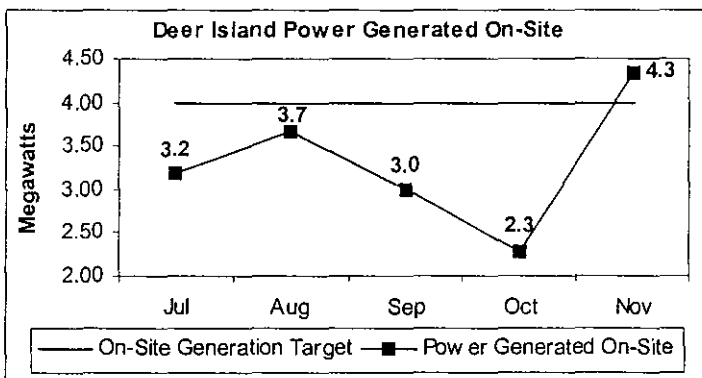 Deer Island Power Generated On-Site
4.50
4.00
3.50
3.00
2.50
2.00
Megawatts
3.2
3.7
3.0
2.3
4.3
Jul Aug Sep Oct Nov
On-Site Generation Target Power Generated On-Site